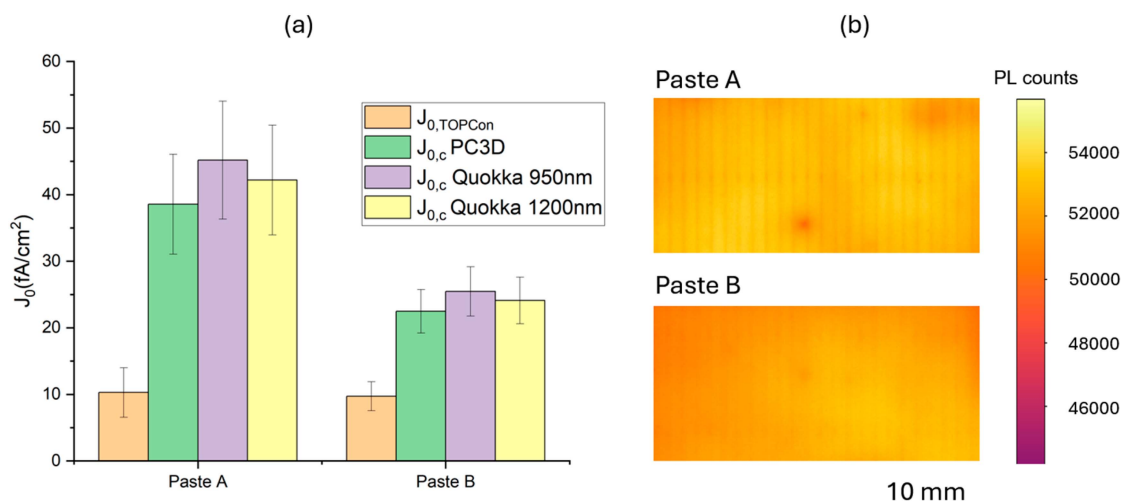 (a)
60
50
40
30
20
10
0
J0(fA/cm²)
J0,TOPCon
J0,c PC3D
J0,c Quokka 950nm
J0,c Quokka 1200nm
Paste A
Paste B
(b)
Paste A
Paste B
PL counts
54000
52000
50000
48000
46000
10 mm